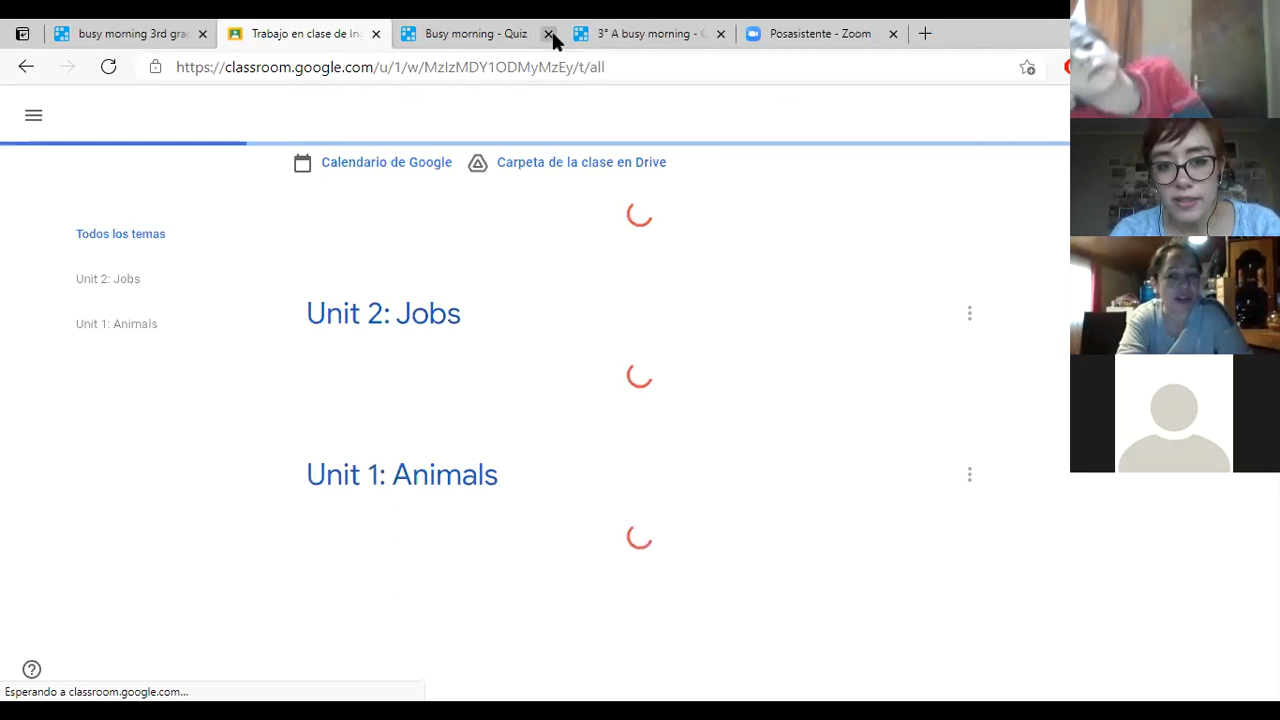 busy morning 3rd grad
Trabajo en clase de In
Busy morning - Quiz
3° A busy morning - C
Posasistente - Zoom
https://classroom.google.com/u/1/w/MzIzMDY1ODMyMzEy/t/all
Calendario de Google
Carpeta de la clase en Drive
Todos los temas
Unit 2: Jobs
Unit 1: Animals
Unit 2: Jobs
Unit 1: Animals
Esperando a classroom.google.com...